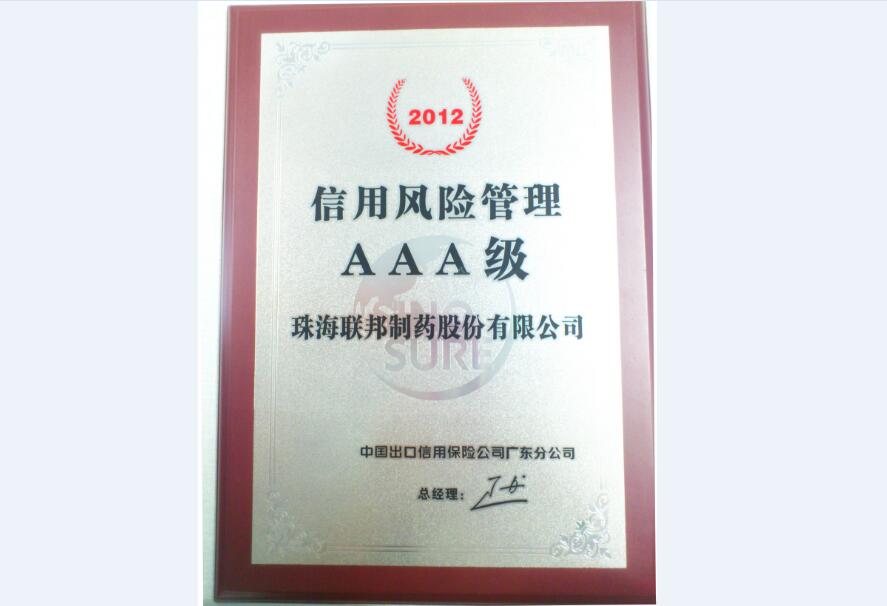 2012
信用风险管理
AAA级
SINO
SURE
珠海联邦制药股份有限公司
中国出口信用保险公司广东分公司
总经理：